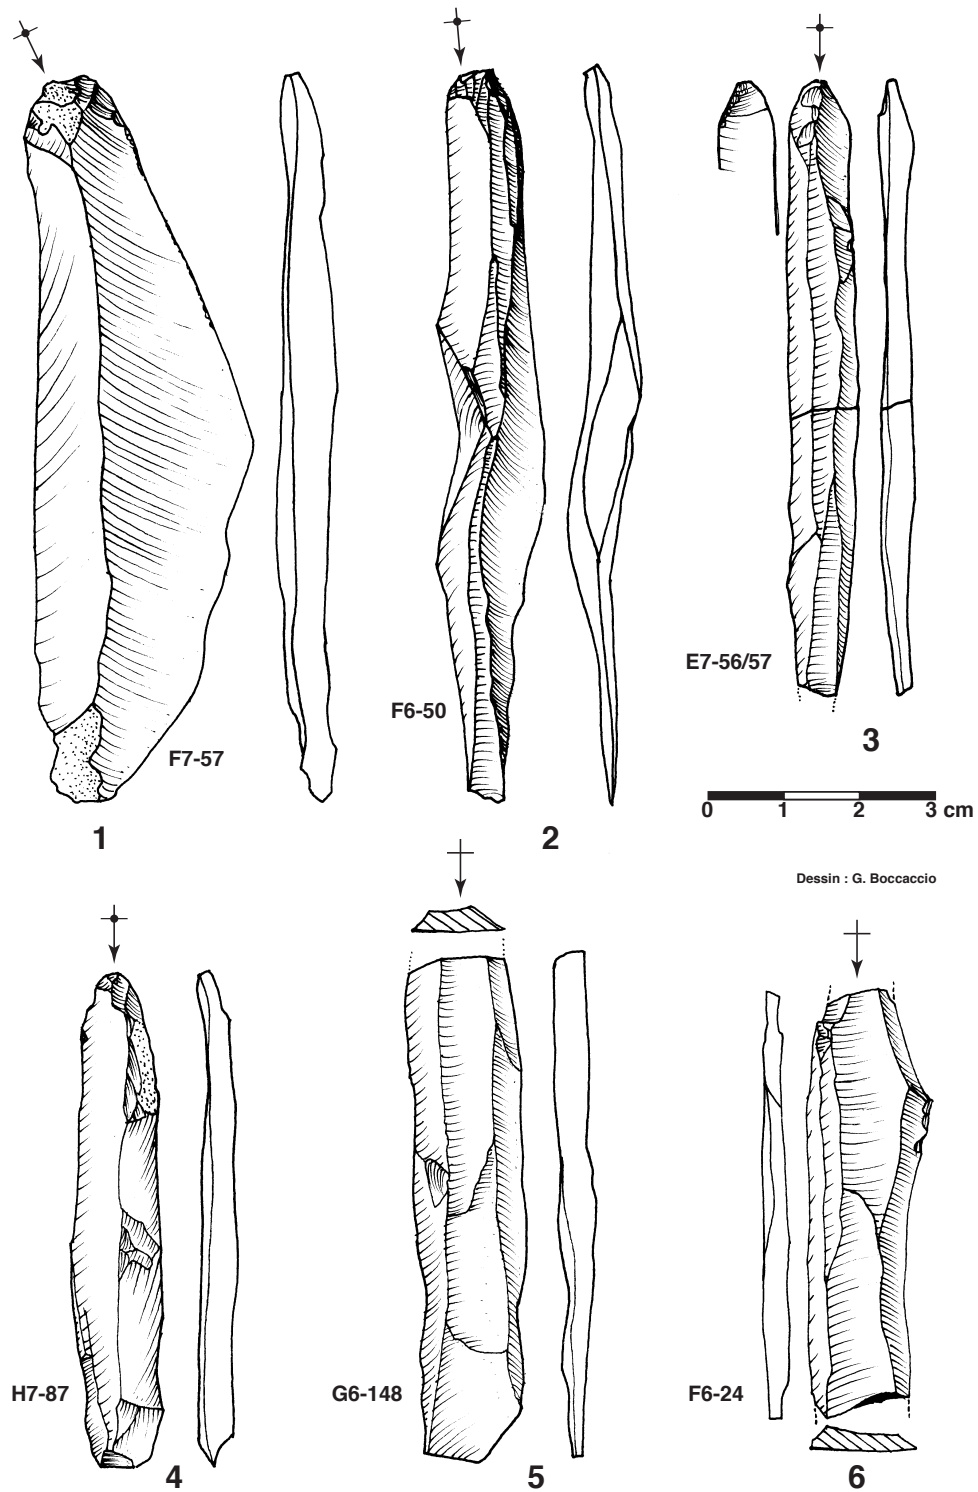 F7-57
1
F6-50
2
E7-56/57
3
0 1 2 3 cm
Dessin : G. Boccaccio
H7-87
4
G6-148
5
F6-24
6